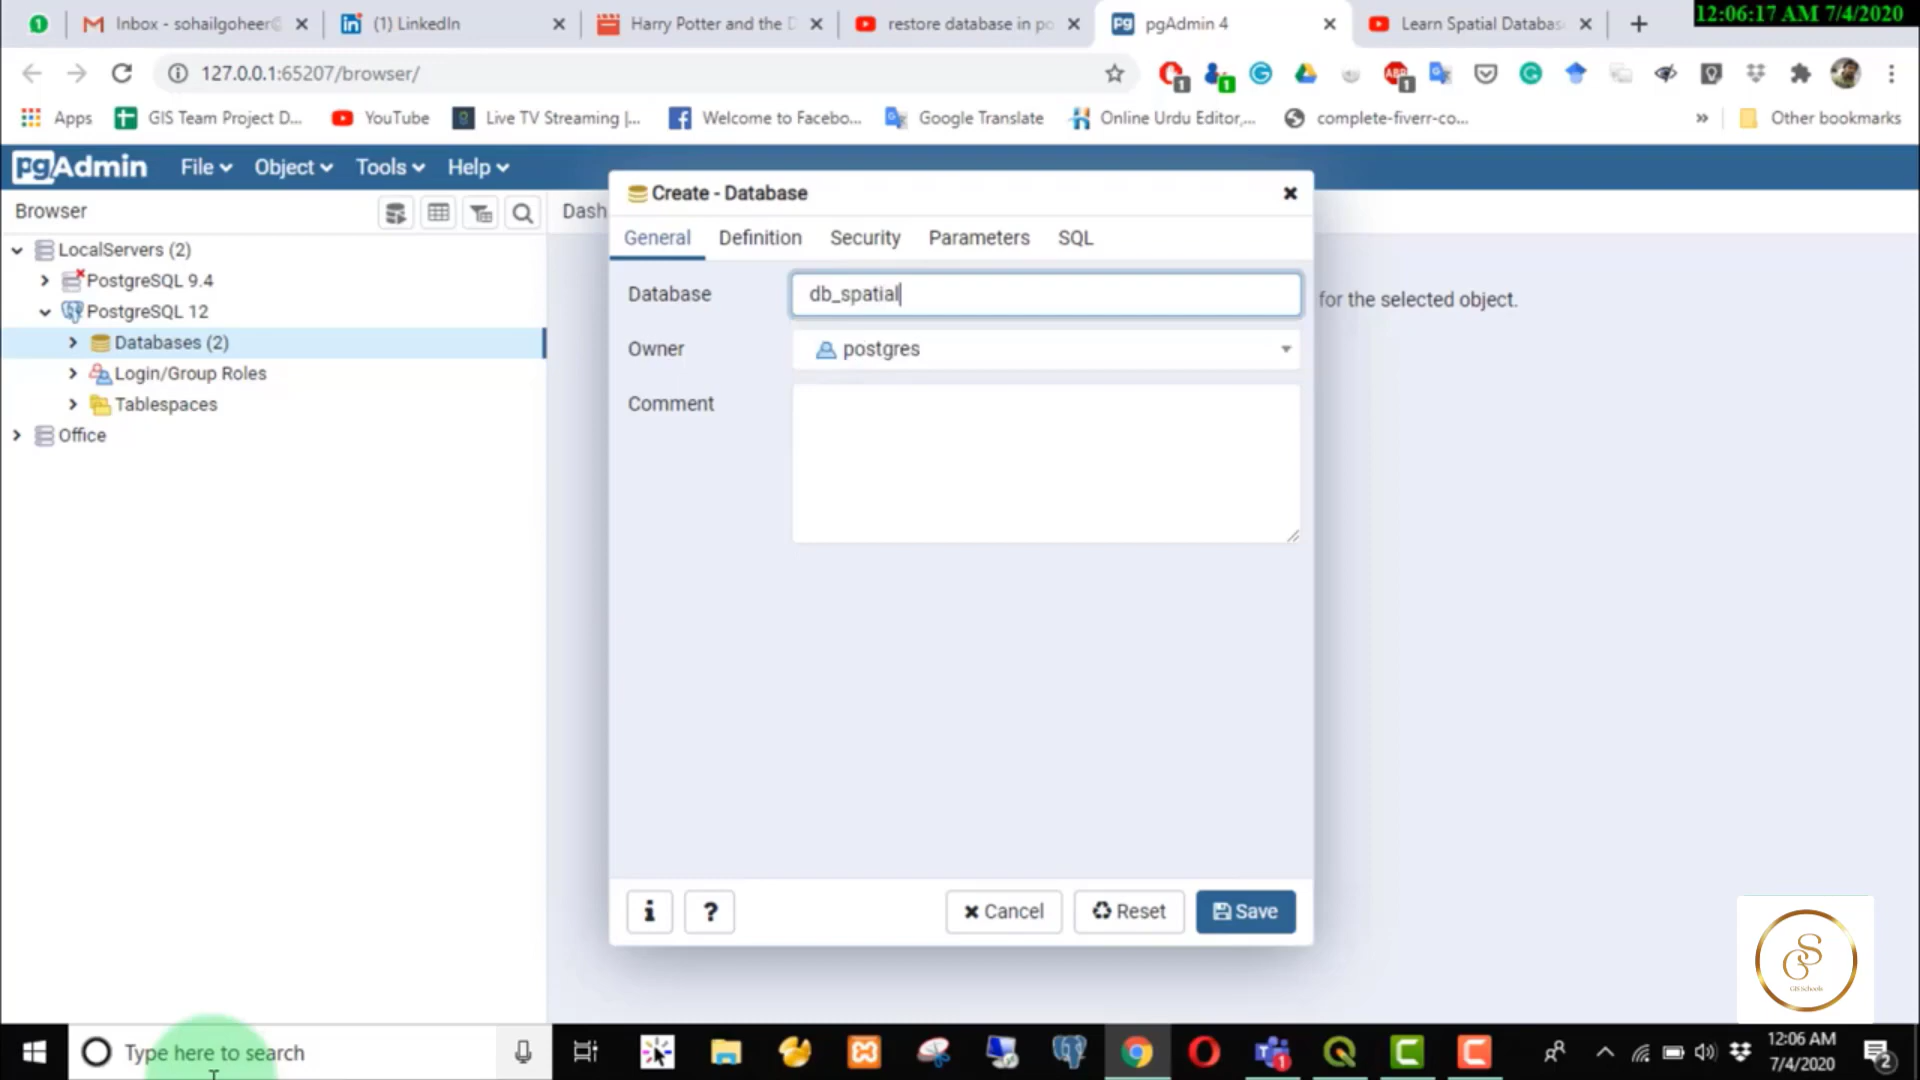 Inbox - sohailgoheer@
(1) LinkedIn
Harry Potter and the D
restore database in po
pgAdmin 4
Learn Spatial Databas
12:06:17 AM 7/4/2020
127.0.0.1:65207/browser/
Apps
GIS Team Project D...
YouTube
Live TV Streaming |...
Welcome to Facebo...
Google Translate
Online Urdu Editor,...
complete-fiverr-co...
Other bookmarks
pgAdmin
File
Object
Tools
Help
Browser
Dash
LocalServers (2)
PostgreSQL 9.4
PostgreSQL 12
Databases (2)
Login/Group Roles
Tablespaces
Office
Create - Database
General
Definition
Security
Parameters
SQL
Database
db_spatial
Owner
postgres
Comment
for the selected object.
i
?
Cancel
Reset
Save
GIS Schools
Type here to search
12:06 AM
7/4/2020
2